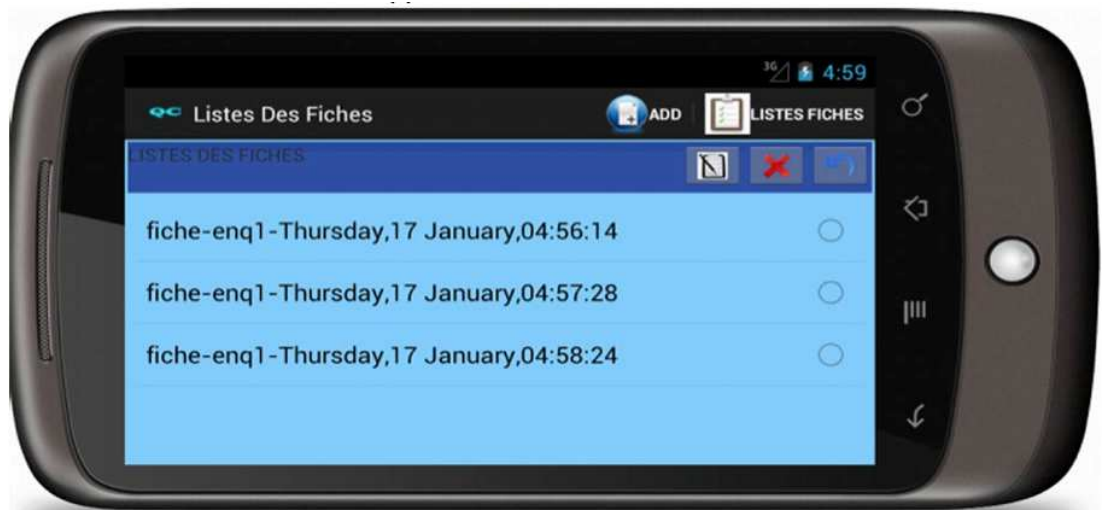 3G 4:59
QC Listes Des Fiches ADD LISTES FICHES
LISTES DES FICHES
fiche-enq1-Thursday,17 January,04:56:14
fiche-enq1-Thursday,17 January,04:57:28
fiche-enq1-Thursday,17 January,04:58:24